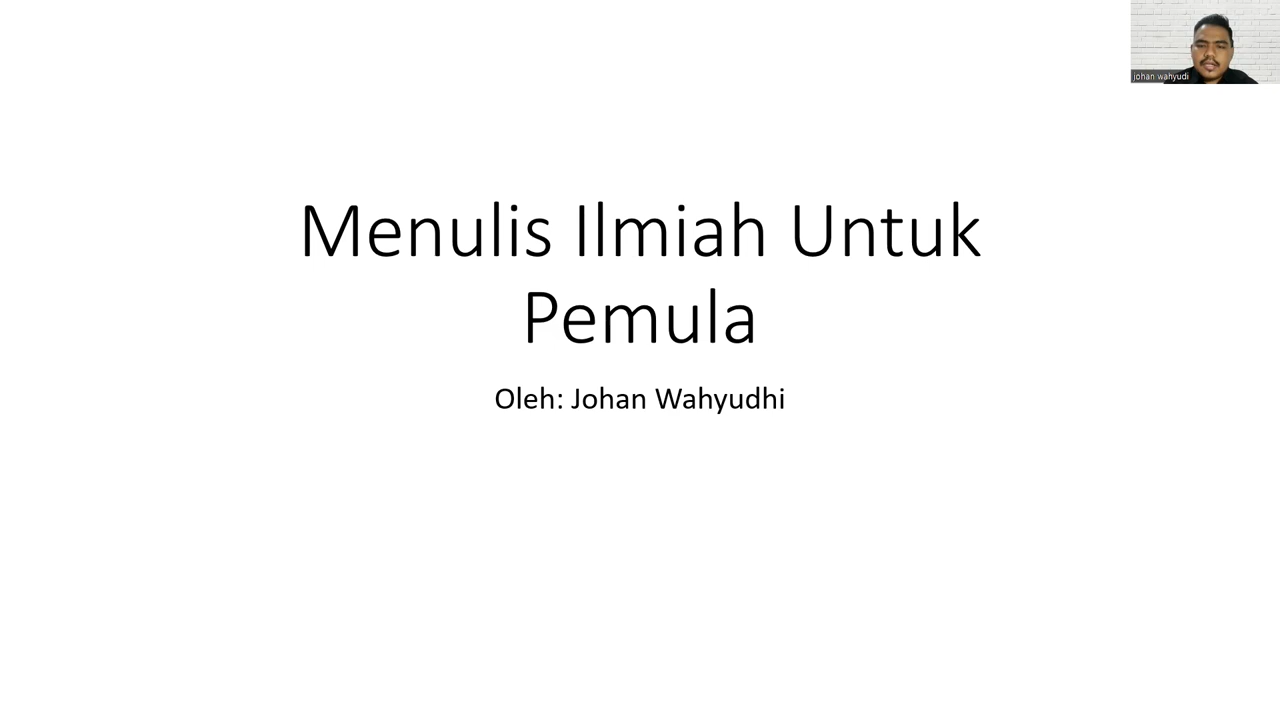 johan wahyudi
Menulis Ilmiah Untuk
Pemula
Oleh: Johan Wahyudhi